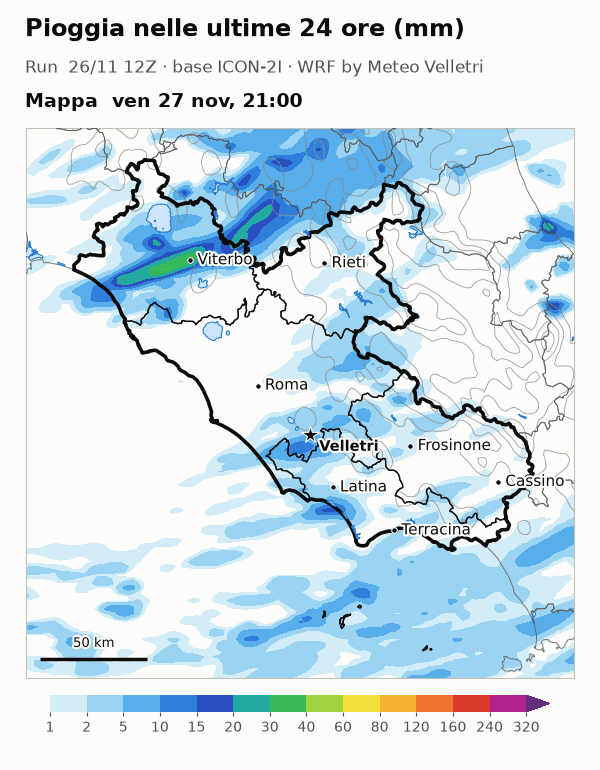 Pioggia nelle ultime 24 ore (mm)
Run 26/11 12Z · base ICON-2I · WRF by Meteo Velletri
Mappa ven 27 nov, 21:00
Viterbo
Rieti
Roma
Velletri
Frosinone
Cassino
Latina
Terracina
50 km
1 2 5 10 15 20 30 40 60 80 120 160 240 320